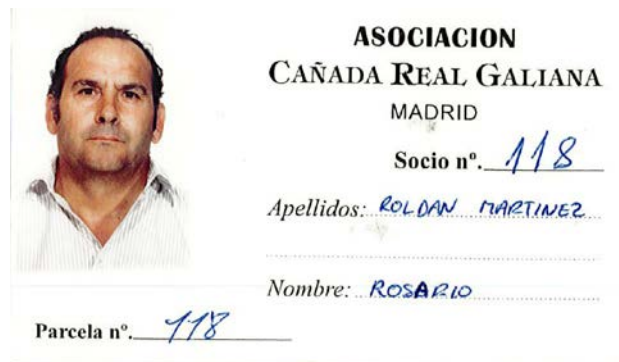 ASOCIACION
CAÑADA REAL GALIANA
MADRID
Socio nº. 118
Apellidos: ROLDAN MARTINEZ
Nombre: ROSARIO
Parcela nº. 118